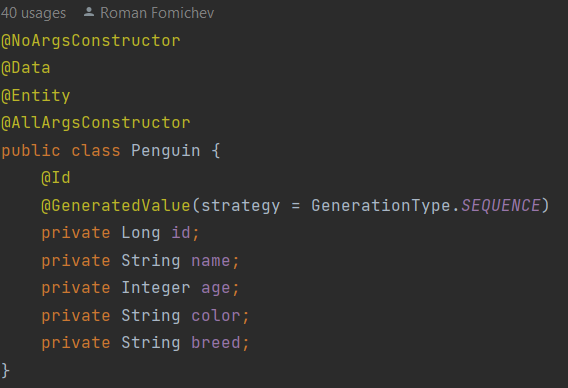 40 usages   Roman Fomichev
@NoArgsConstructor
@Data
@Entity
@AllArgsConstructor
public class Penguin {
    @Id
    @GeneratedValue(strategy = GenerationType.SEQUENCE)
    private Long id;
    private String name;
    private Integer age;
    private String color;
    private String breed;
}